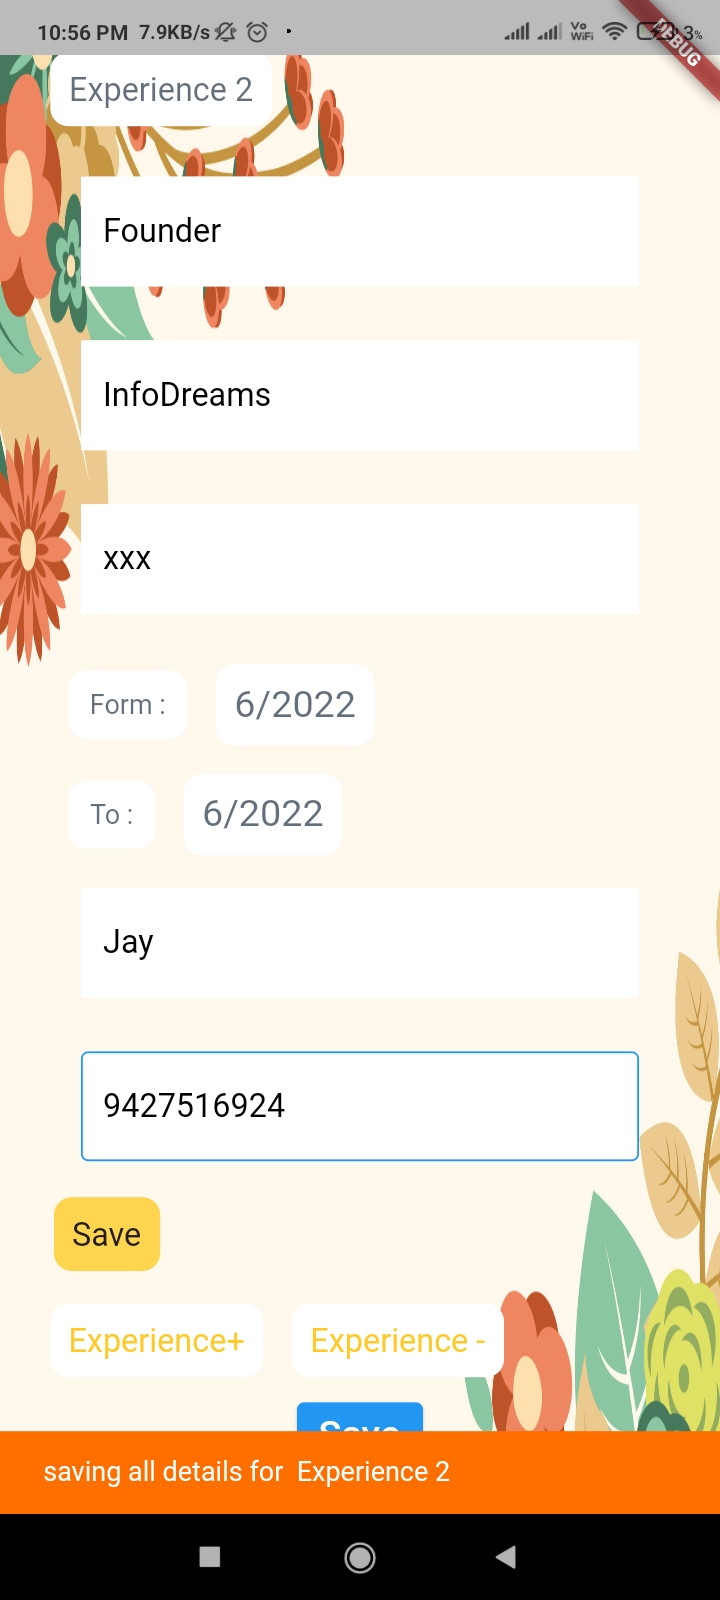 10:56 PM 7.9KB/s Vo WiFi 3%
DEBUG
Experience 2
Founder
InfoDreams
xxx
Form : 6/2022
To : 6/2022
Jay
9427516924
Save
Experience+ Experience -
Save
saving all details for Experience 2